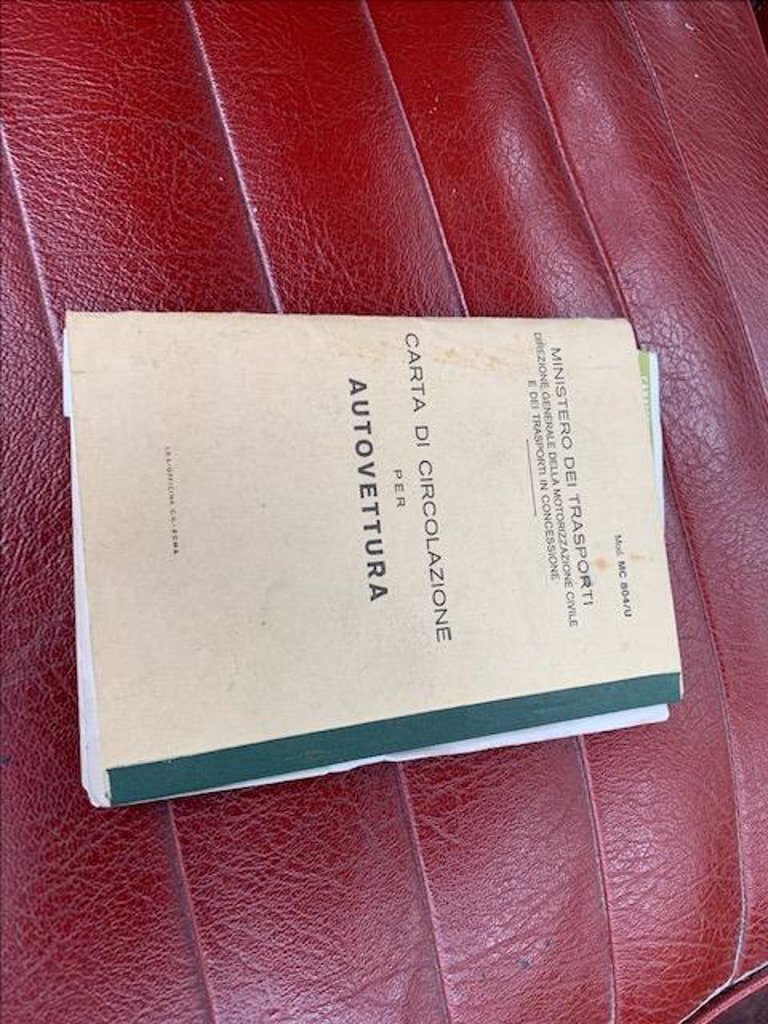 Mod. MC 804/U
MINISTERO DEI TRASPORTI
DIREZIONE GENERALE DELLA MOTORIZZAZIONE CIVILE
E DEI TRASPORTI IN CONCESSIONE
CARTA DI CIRCOLAZIONE
PER
AUTOVETTURA
ROMA